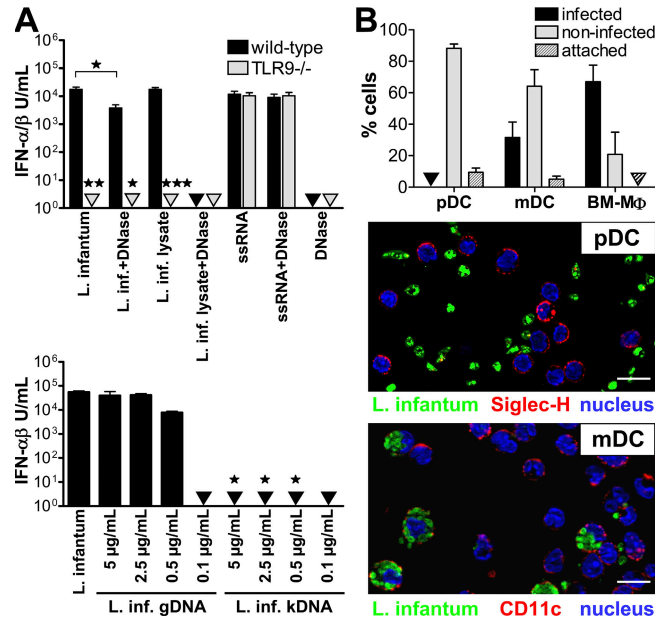 A
wild-type
TLR9-/-
IFN-α/β U/mL
10⁶
10⁵
10⁴
10³
10²
10¹
10⁰
★
★★
★
★★★
L. infantum
L. inf.+DNase
L. inf. lysate
L. inf. lysate+DNase
ssRNA
ssRNA+DNase
DNase
IFN-αβ U/mL
10⁶
10⁵
10⁴
10³
10²
10¹
10⁰
★ ★ ★
L. infantum
5 µg/mL
2.5 µg/mL
0.5 µg/mL
0.1 µg/mL
5 µg/mL
2.5 µg/mL
0.5 µg/mL
0.1 µg/mL
L. inf. gDNA L. inf. kDNA
B
infected
non-infected
attached
% cells
100
80
60
40
20
0
pDC mDC BM-MΦ
pDC
L. infantum Siglec-H nucleus
mDC
L. infantum CD11c nucleus